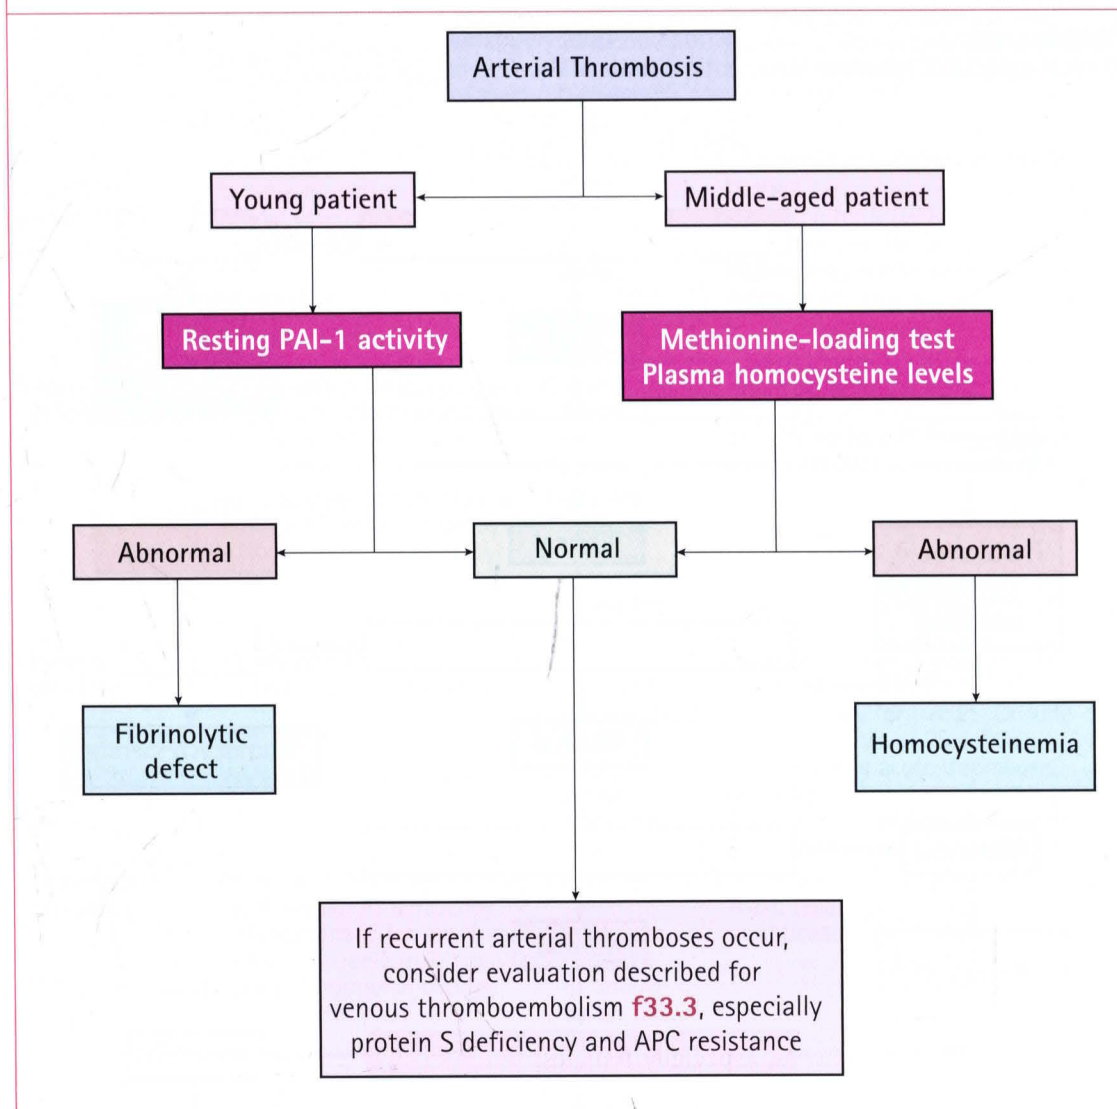 Arterial Thrombosis
Young patient
Middle-aged patient
Resting PAI-1 activity
Methionine-loading test
Plasma homocysteine levels
Abnormal
Normal
Abnormal
Fibrinolytic
defect
Homocysteinemia
If recurrent arterial thromboses occur,
consider evaluation described for
venous thromboembolism f33.3, especially
protein S deficiency and APC resistance